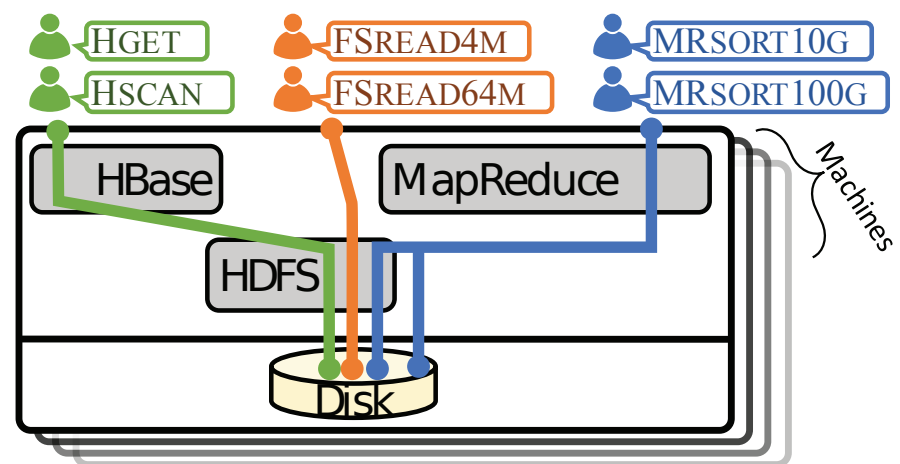 HGET FSREAD4M MRSORT10G
HSCAN FSREAD64M MRSORT100G
HBase MapReduce Machines
HDFS
Disk